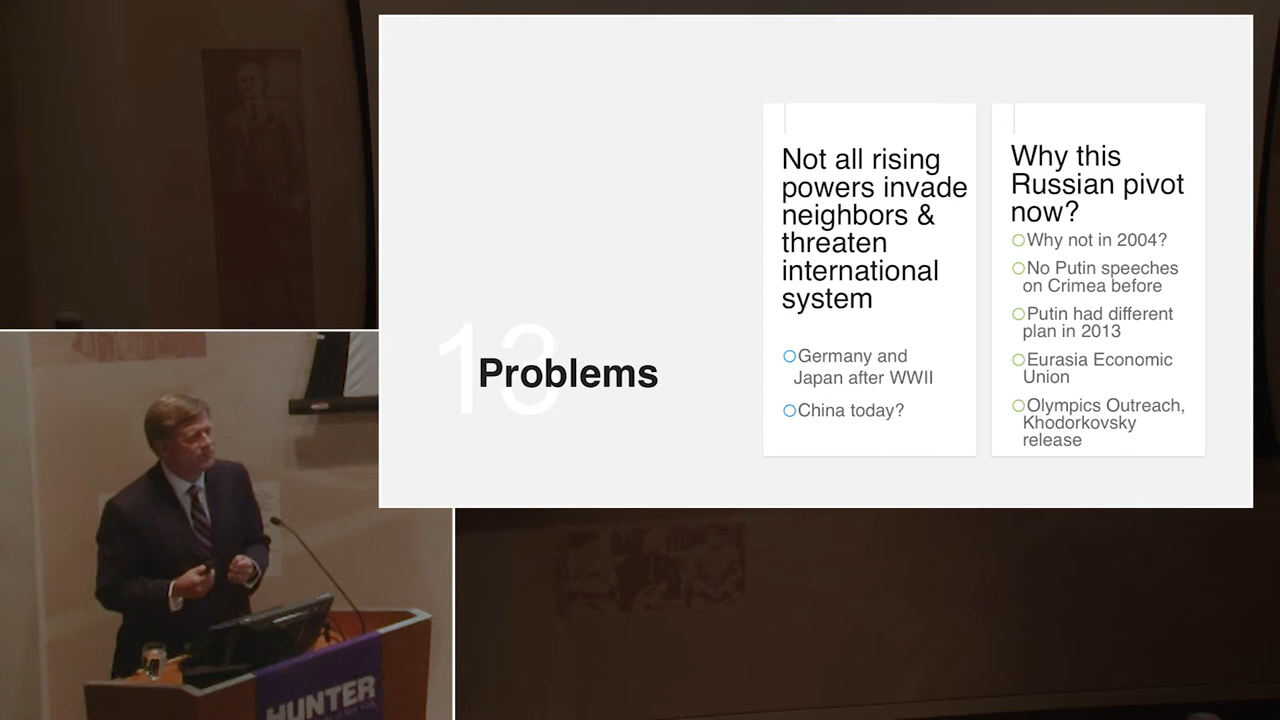 13
Problems
Not all rising
powers invade
neighbors &
threaten
international
system
Germany and
Japan after WWII
China today?
Why this
Russian pivot
now?
Why not in 2004?
No Putin speeches
on Crimea before
Putin had different
plan in 2013
Eurasia Economic
Union
Olympics Outreach,
Khodorkovsky
release
HUNTER